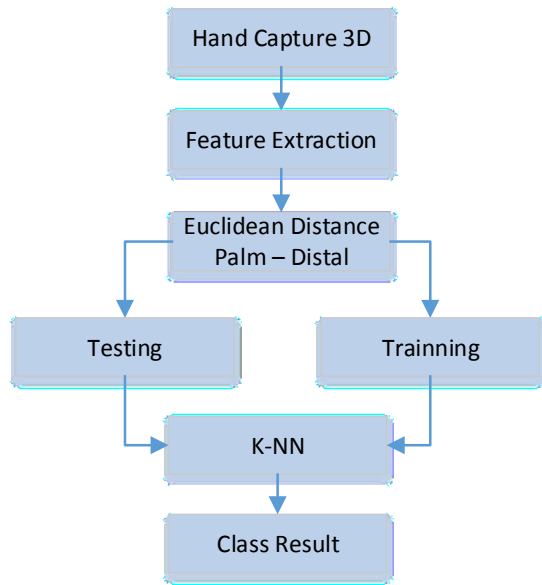 Hand Capture 3D
Feature Extraction
Euclidean Distance
Palm – Distal
Testing
Trainning
K-NN
Class Result